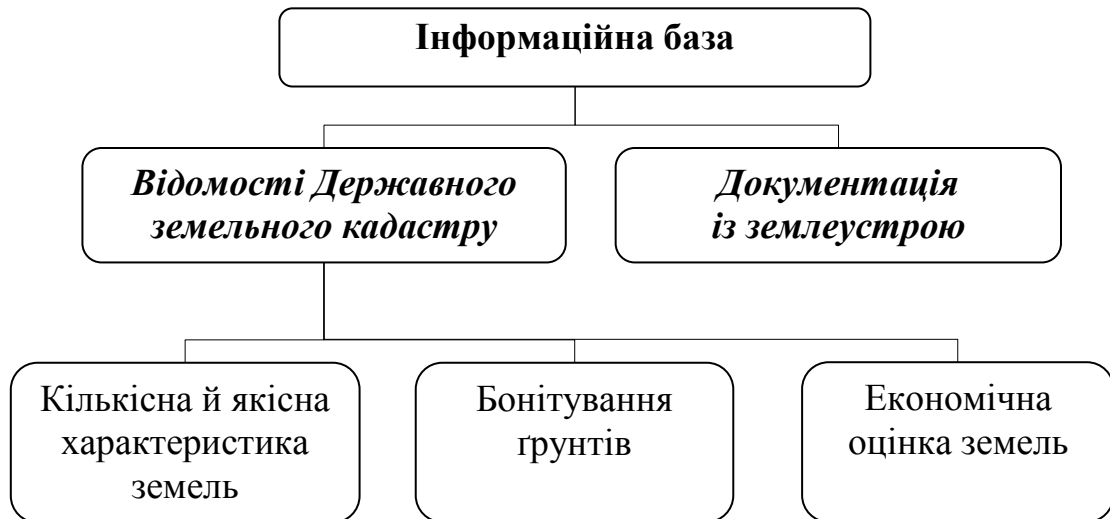 Інформаційна база
Відомості Державного
земельного кадастру
Документація
із землеустрою
Кількісна й якісна
характеристика
земель
Бонітування
ґрунтів
Економічна
оцінка земель